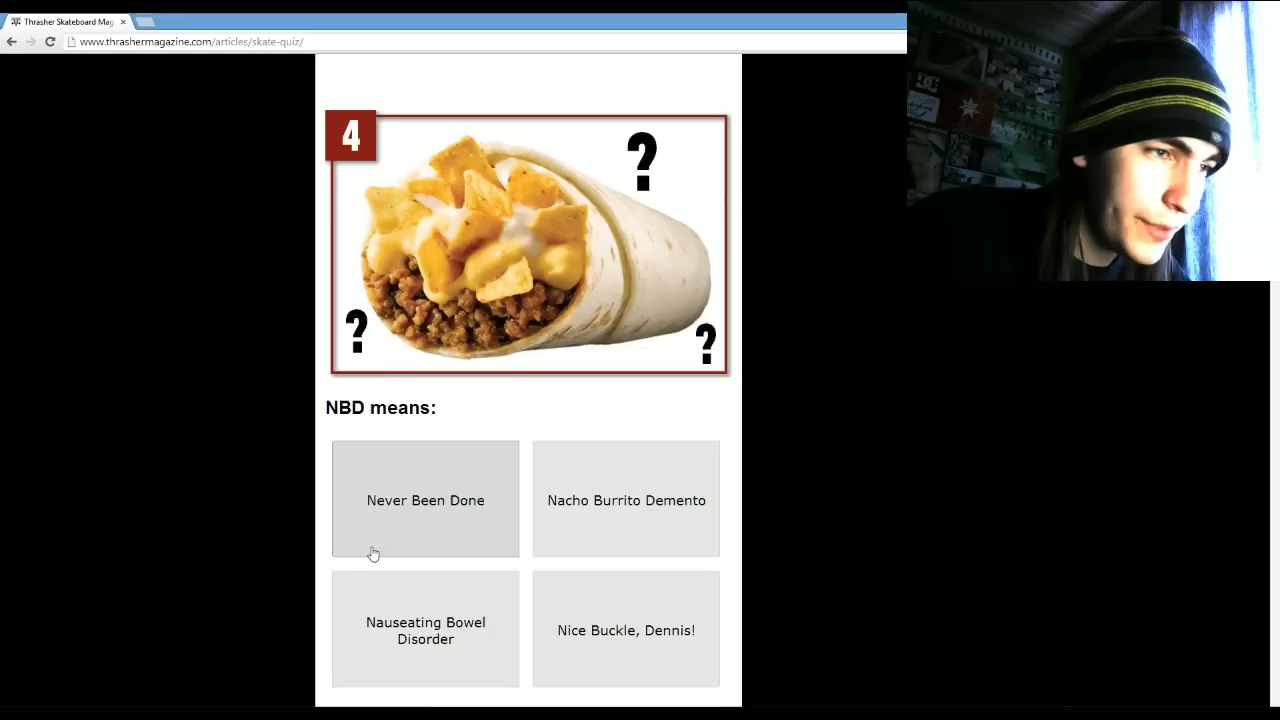 Thrasher Skateboard Mag
www.thrashermagazine.com/articles/skate-quiz/
4
?
?
?
NBD means:
Never Been Done
Nacho Burrito Demento
Nauseating Bowel
Disorder
Nice Buckle, Dennis!
DC